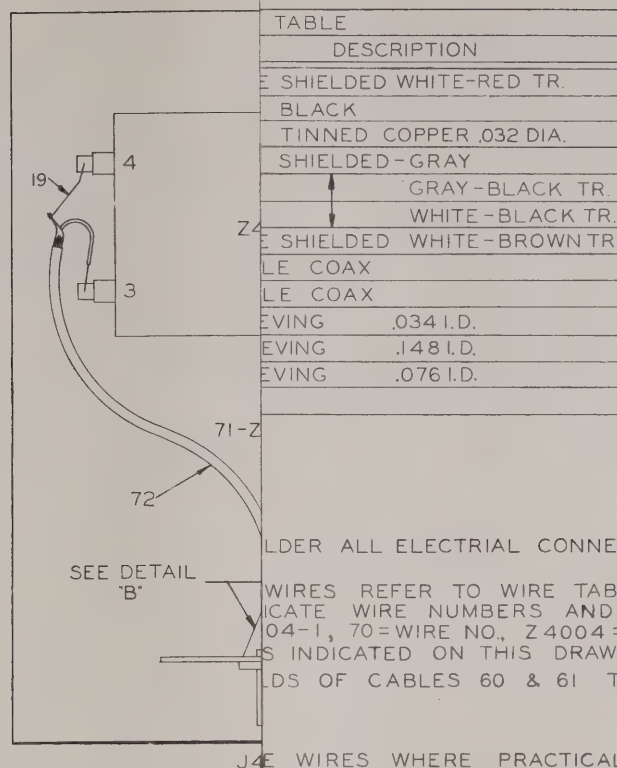 TABLE
DESCRIPTION
E SHIELDED WHITE-RED TR.
BLACK
TINNED COPPER .032 DIA.
SHIELDED-GRAY
GRAY-BLACK TR.
WHITE-BLACK TR.
E SHIELDED WHITE-BROWN TR
LE COAX
LE COAX
EVING .034 I.D.
EVING .148 I.D.
EVING .076 I.D.
19
4
Z4
3
71-Z
72
SEE DETAIL
"B"
LDER ALL ELECTRIAL CONNE
WIRES REFER TO WIRE TAB
ICATE WIRE NUMBERS AND
04-1, 70=WIRE NO., Z4004=
S INDICATED ON THIS DRAW
LDS OF CABLES 60 & 61 T
J4
E WIRES WHERE PRACTICAL